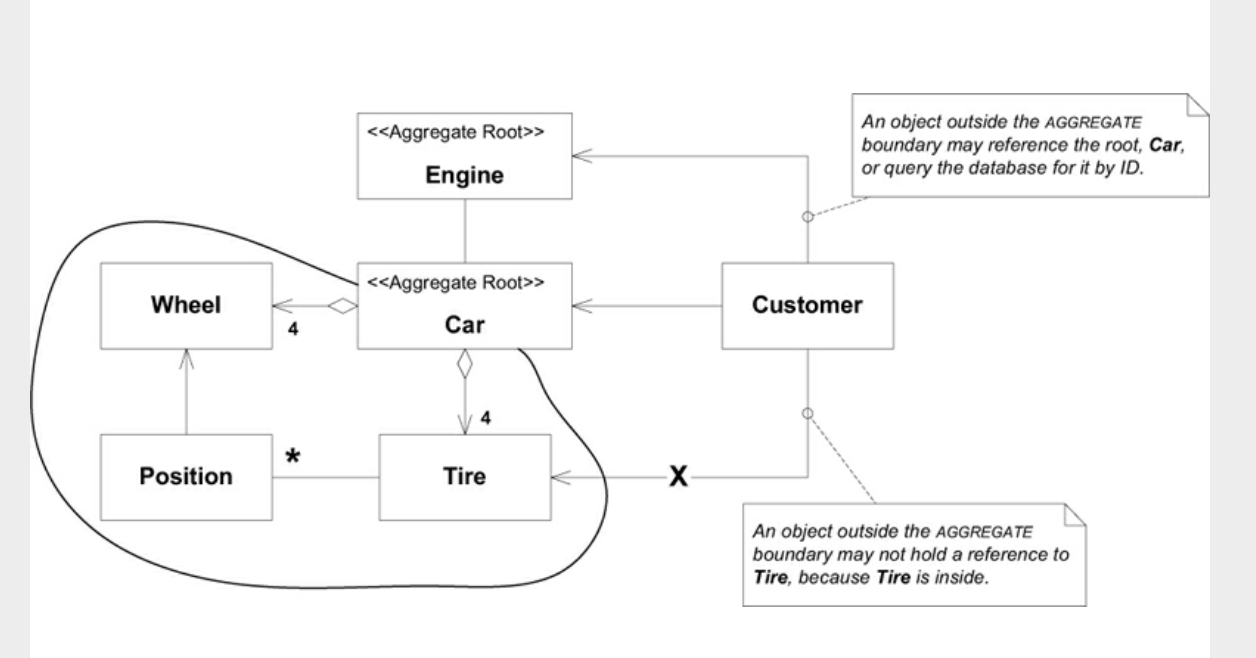 <<Aggregate Root>>
Engine
An object outside the AGGREGATE
boundary may reference the root, Car,
or query the database for it by ID.
Wheel
4
<<Aggregate Root>>
Car
Customer
4
Position
*
Tire
X
An object outside the AGGREGATE
boundary may not hold a reference to
Tire, because Tire is inside.